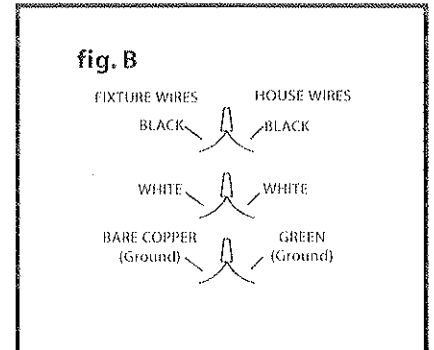 fig. B
FIXTURE WIRES HOUSE WIRES
BLACK BLACK
WHITE WHITE
BARE COPPER GREEN
(Ground) (Ground)